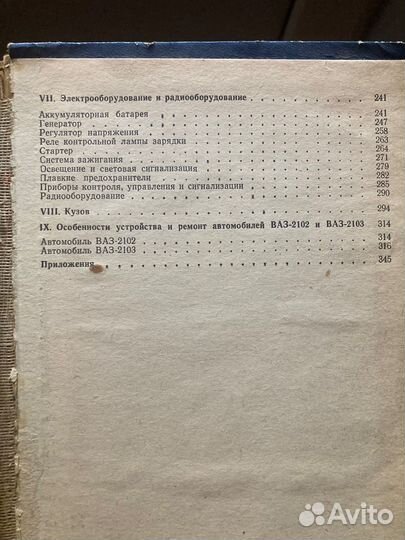 VII. Электрооборудование и радиооборудование . . . . . . . . . . 241
Аккумуляторная батарея . . . . . . . . . . 241
Генератор . . . . . . . . . . 247
Регулятор напряжения . . . . . . . . . . 258
Реле контрольной лампы зарядки . . . . . . . . . . 263
Стартер . . . . . . . . . . 264
Система зажигания . . . . . . . . . . 271
Освещение и световая сигнализация . . . . . . . . . . 279
Плавкие предохранители . . . . . . . . . . 282
Приборы контроля, управления и сигнализации . . . . . . . . . . 285
Радиооборудование . . . . . . . . . . 290
VIII. Кузов . . . . . . . . . . 294
IX. Особенности устройства и ремонт автомобилей ВАЗ-2102 и ВАЗ-2103 314
Автомобиль ВАЗ-2102 . . . . . . . . . . 314
Автомобиль ВАЗ-2103 . . . . . . . . . . 316
Приложения . . . . . . . . . . 345
Avito